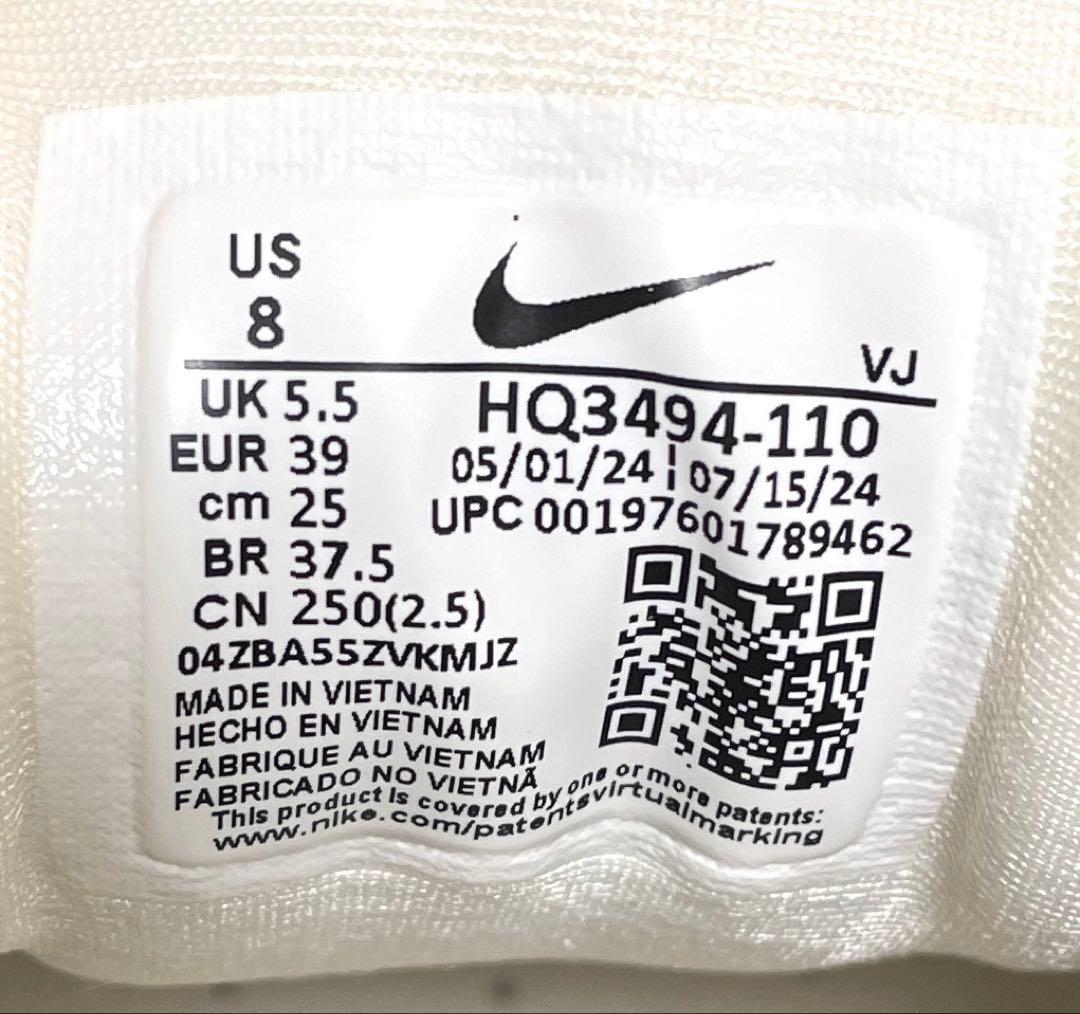 US
8
VJ
UK 5.5
HQ3494-110
EUR 39
05/01/24 ¦ 07/15/24
cm 25
UPC 00197601789462
BR 37.5
CN 250(2.5)
04ZBA55ZVKMJZ
MADE IN VIETNAM
HECHO EN VIETNAM
FABRIQUE AU VIETNAM
FABRICADO NO VIETNÃ
This product is covered by one or more patents:
www.nike.com/patentsvirtualmarking